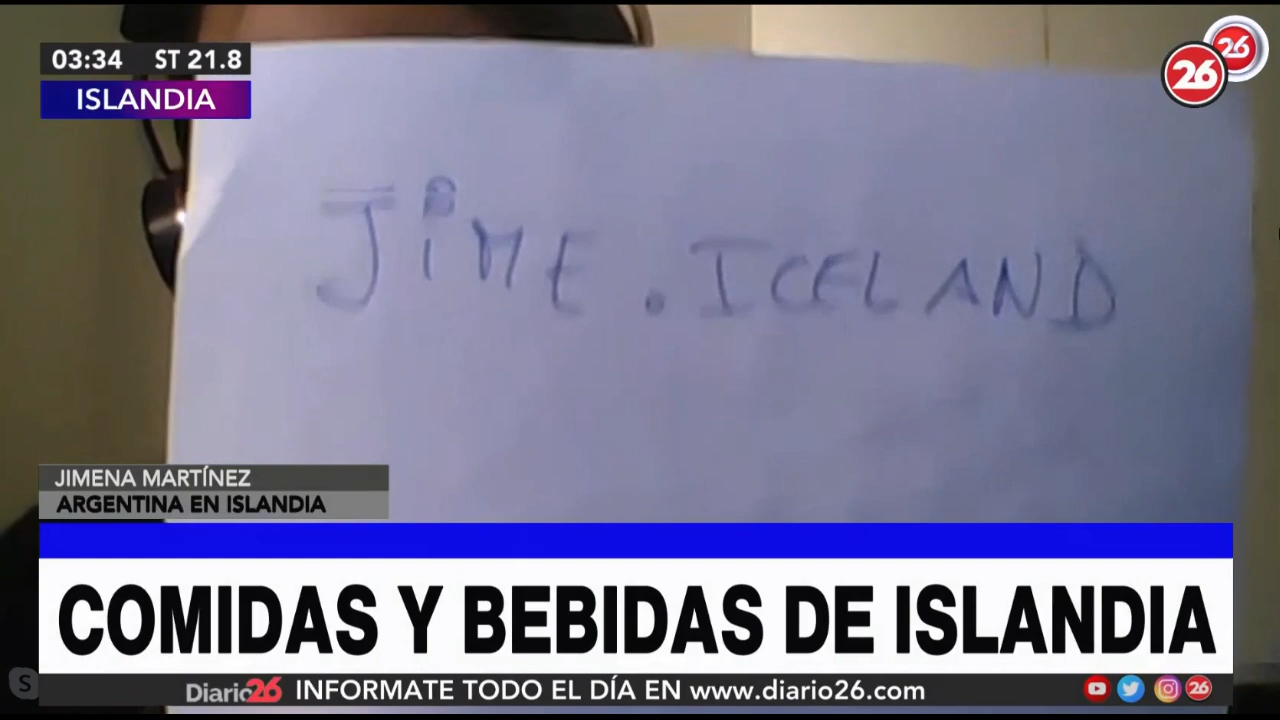 03:34 ST 21.8
ISLANDIA
26
26
JiME.ICELAND
JIMENA MARTÍNEZ
ARGENTINA EN ISLANDIA
COMIDAS Y BEBIDAS DE ISLANDIA
S
Diario26 INFORMATE TODO EL DÍA EN www.diario26.com
26